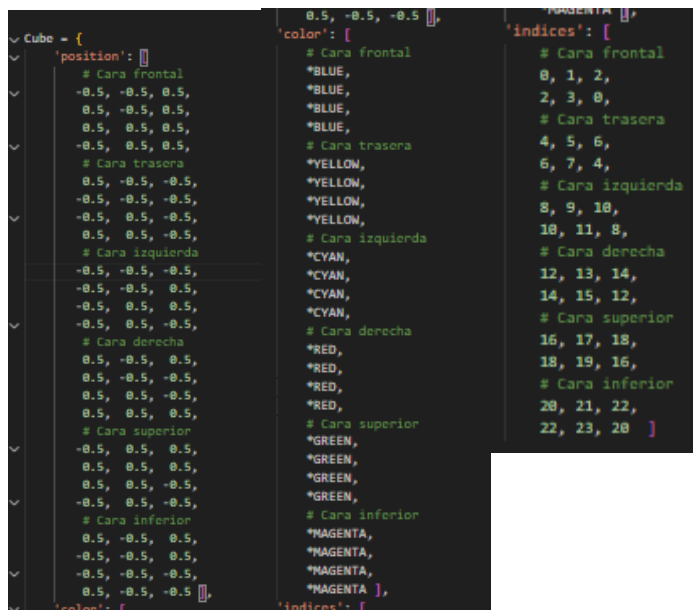 Cube = {
'position': [
# Cara frontal
-0.5, -0.5, 0.5,
0.5, -0.5, 0.5,
0.5, 0.5, 0.5,
-0.5, 0.5, 0.5,
# Cara trasera
0.5, -0.5, -0.5,
-0.5, -0.5, -0.5,
-0.5, 0.5, -0.5,
0.5, 0.5, -0.5,
# Cara izquierda
-0.5, -0.5, -0.5,
-0.5, -0.5, 0.5,
-0.5, 0.5, 0.5,
-0.5, 0.5, -0.5,
# Cara derecha
0.5, -0.5, 0.5,
0.5, -0.5, -0.5,
0.5, 0.5, -0.5,
0.5, 0.5, 0.5,
# Cara superior
-0.5, 0.5, 0.5,
0.5, 0.5, 0.5,
0.5, 0.5, -0.5,
-0.5, 0.5, -0.5,
# Cara inferior
0.5, -0.5, 0.5,
-0.5, -0.5, 0.5,
-0.5, -0.5, -0.5,
0.5, -0.5, -0.5 ],
'color': [
0.5, -0.5, -0.5 ],
'color': [
# Cara frontal
*BLUE,
*BLUE,
*BLUE,
*BLUE,
# Cara trasera
*YELLOW,
*YELLOW,
*YELLOW,
*YELLOW,
# Cara izquierda
*CYAN,
*CYAN,
*CYAN,
*CYAN,
# Cara derecha
*RED,
*RED,
*RED,
*RED,
# Cara superior
*GREEN,
*GREEN,
*GREEN,
*GREEN,
# Cara inferior
*MAGENTA,
*MAGENTA,
*MAGENTA,
*MAGENTA ],
'indices': [
*MAGENTA ],
'indices': [
# Cara frontal
0, 1, 2,
2, 3, 0,
# Cara trasera
4, 5, 6,
6, 7, 4,
# Cara izquierda
8, 9, 10,
10, 11, 8,
# Cara derecha
12, 13, 14,
14, 15, 12,
# Cara superior
16, 17, 18,
18, 19, 16,
# Cara inferior
20, 21, 22,
22, 23, 20 ]